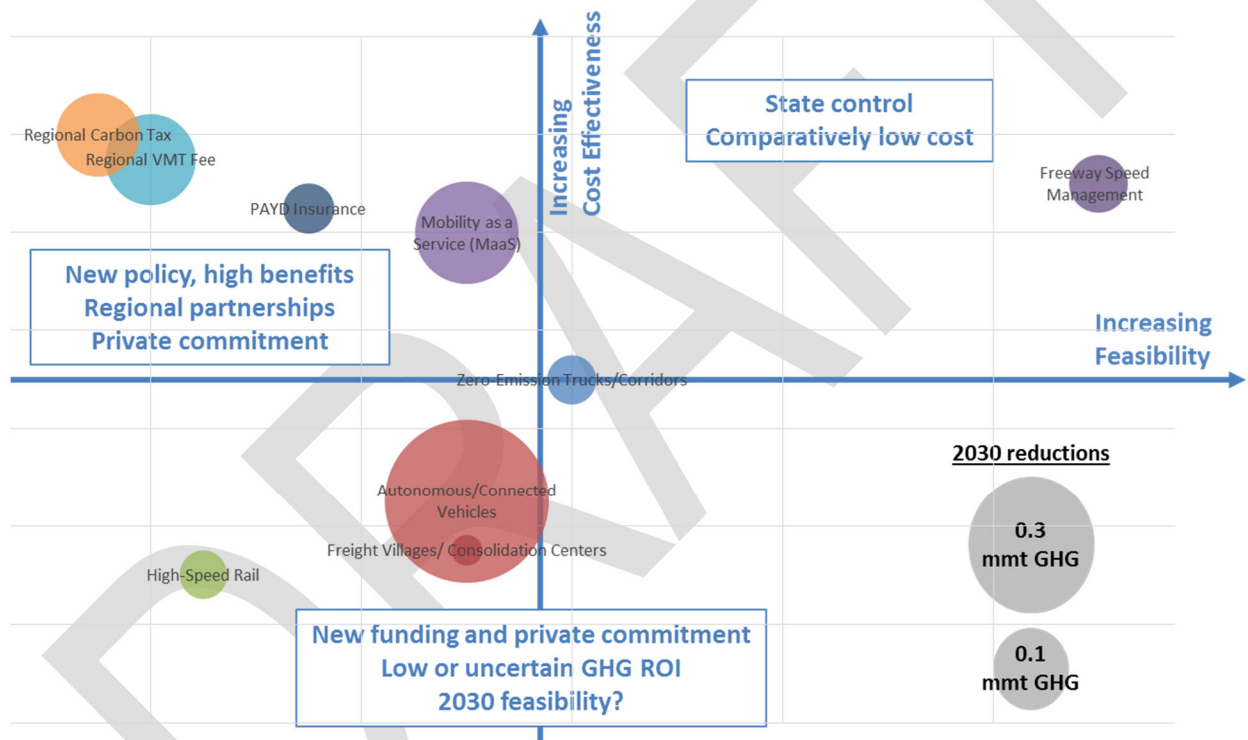 Increasing
Cost Effectiveness
State control
Comparatively low cost
Regional Carbon Tax
Regional VMT Fee
PAYD Insurance
Mobility as a
Service (MaaS)
Freeway Speed
Management
New policy, high benefits
Regional partnerships
Private commitment
Increasing
Feasibility
Zero-Emission Trucks/Corridors
2030 reductions
Autonomous/Connected
Vehicles
Freight Villages/ Consolidation Centers
High-Speed Rail
0.3
mmt GHG
New funding and private commitment
Low or uncertain GHG ROI
2030 feasibility?
0.1
mmt GHG
DRAFT